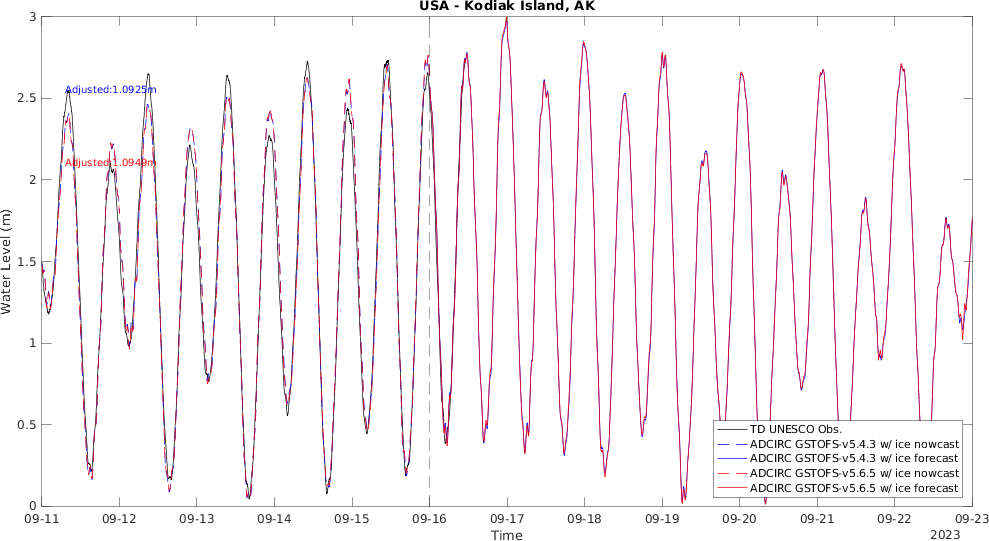 USA - Kodiak Island, AK
3
2.5
2
1.5
1
0.5
0
Water Level (m)
Adjusted:1.0925m
Adjusted:1.0949m
TD UNESCO Obs.
ADCIRC GSTOFS-v5.4.3 w/ ice nowcast
ADCIRC GSTOFS-v5.4.3 w/ ice forecast
ADCIRC GSTOFS-v5.6.5 w/ ice nowcast
ADCIRC GSTOFS-v5.6.5 w/ ice forecast
09-11 09-12 09-13 09-14 09-15 09-16 09-17 09-18 09-19 09-20 09-21 09-22 09-23
Time
2023